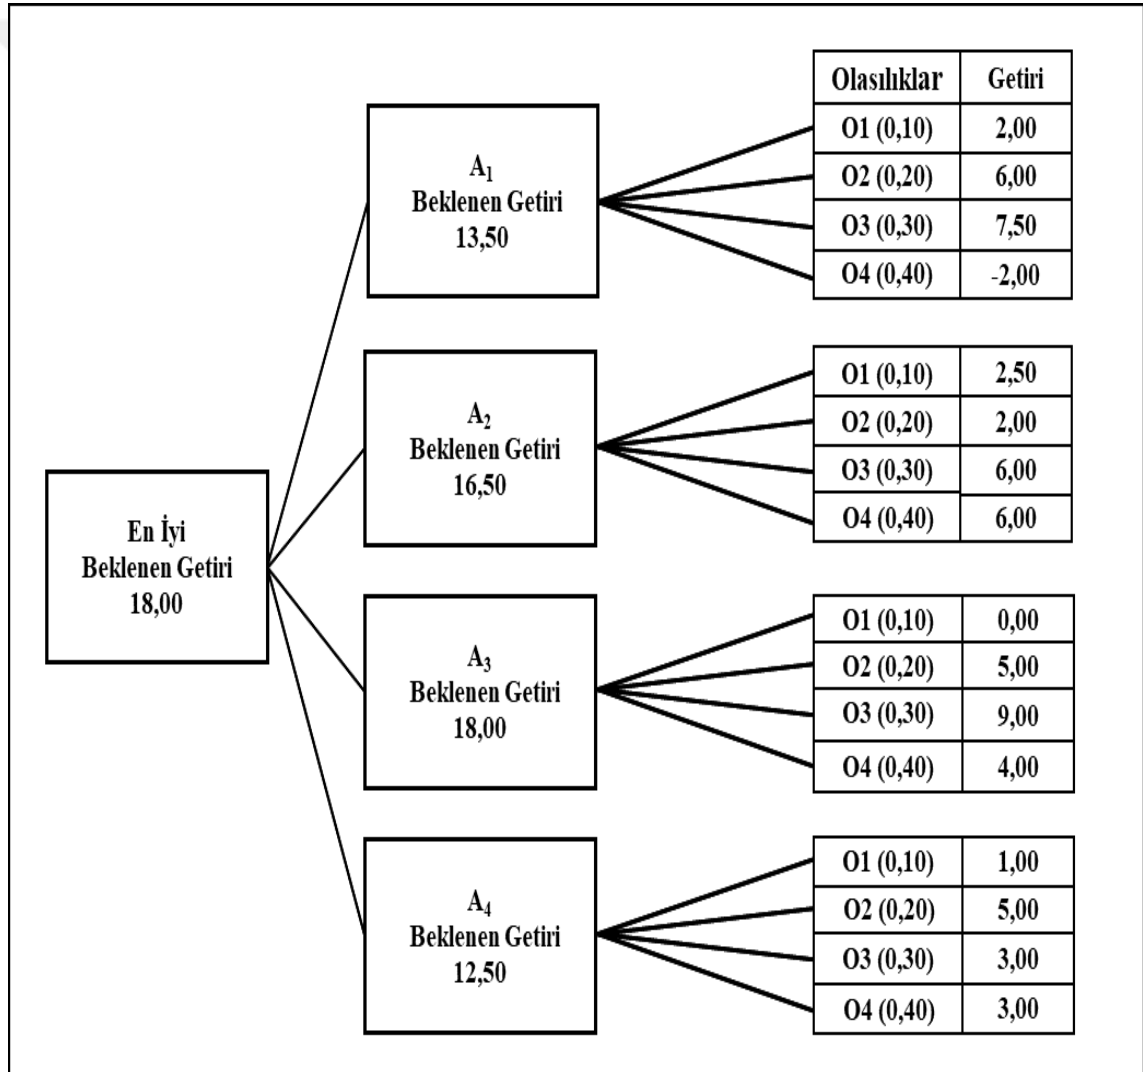 En İyi
Beklenen Getiri
18,00
A₁
Beklenen Getiri
13,50
Olasılıklar Getiri
O1 (0,10) 2,00
O2 (0,20) 6,00
O3 (0,30) 7,50
O4 (0,40) -2,00
A₂
Beklenen Getiri
16,50
O1 (0,10) 2,50
O2 (0,20) 2,00
O3 (0,30) 6,00
O4 (0,40) 6,00
A₃
Beklenen Getiri
18,00
O1 (0,10) 0,00
O2 (0,20) 5,00
O3 (0,30) 9,00
O4 (0,40) 4,00
A₄
Beklenen Getiri
12,50
O1 (0,10) 1,00
O2 (0,20) 5,00
O3 (0,30) 3,00
O4 (0,40) 3,00